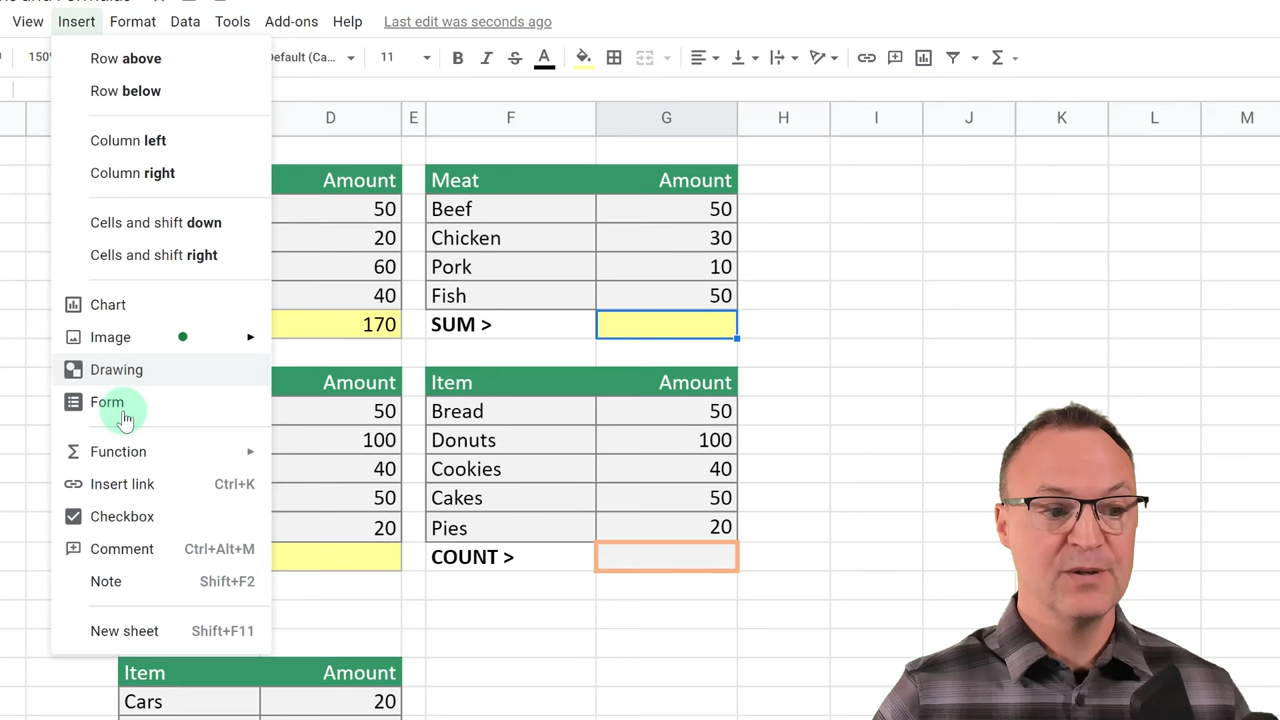 View Insert Format Data Tools Add-ons Help Last edit was seconds ago
150% Default (Ca... 11 B I S A
D E F G H I J K L M
Row above
Row below
Column left
Column right
Cells and shift down
Cells and shift right
Chart
Image
Drawing
Form
Function
Insert link Ctrl+K
Checkbox
Comment Ctrl+Alt+M
Note Shift+F2
New sheet Shift+F11
Amount
50
20
60
40
170
Meat Amount
Beef 50
Chicken 30
Pork 10
Fish 50
SUM >
Amount
50
100
40
50
20
Item Amount
Bread 50
Donuts 100
Cookies 40
Cakes 50
Pies 20
COUNT >
Item Amount
Cars 20